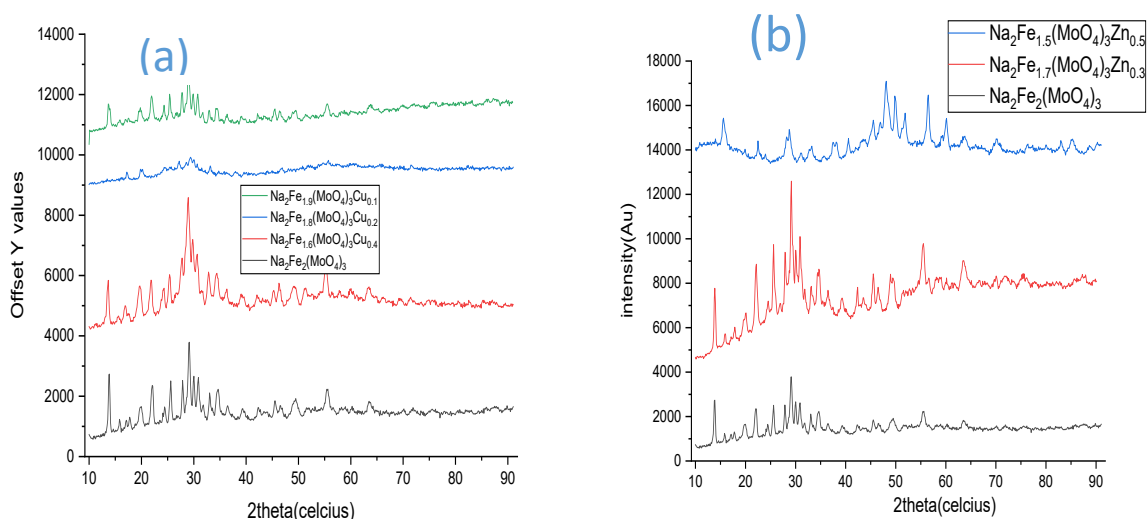 (a)
14000
12000
10000
8000
6000
4000
2000
0
Offset Y values
10 20 30 40 50 60 70 80 90
2theta(celcius)
Na₂Fe₁.₉(MoO₄)₃Cu₀.₁
Na₂Fe₁.₈(MoO₄)₃Cu₀.₂
Na₂Fe₁.₆(MoO₄)₃Cu₀.₄
Na₂Fe₂(MoO₄)₃
(b)
Na₂Fe₁.₅(MoO₄)₃Zn₀.₅
Na₂Fe₁.₇(MoO₄)₃Zn₀.₃
Na₂Fe₂(MoO₄)₃
18000
16000
14000
12000
10000
8000
6000
4000
2000
0
intensity(Au)
10 20 30 40 50 60 70 80 90
2theta(celcius)